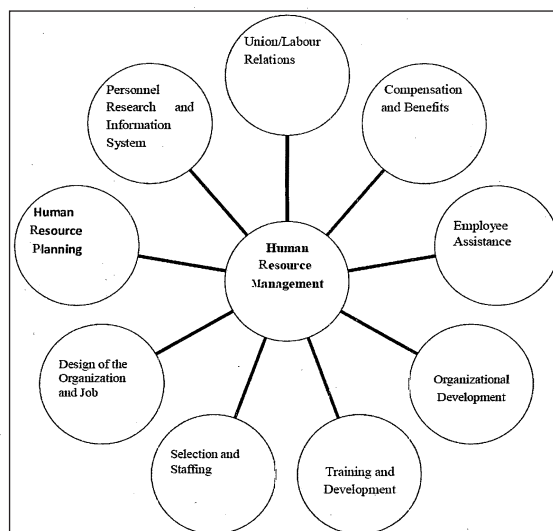 Union/Labour
Relations
Compensation
and Benefits
Employee
Assistance
Organizational
Development
Training and
Development
Selection and
Staffing
Design of the
Organization
and Job
Human
Resource
Planning
Personnel
Research and
Information
System
Human
Resource
Management